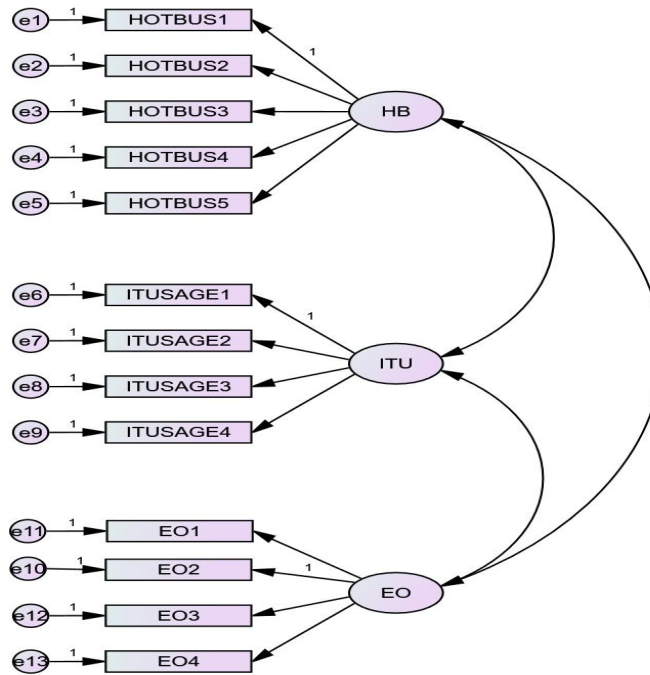 e1 1 HOTBUS1
1
e2 1 HOTBUS2
e3 1 HOTBUS3 HB
e4 1 HOTBUS4
e5 1 HOTBUS5
e6 1 ITUSAGE1
1
e7 1 ITUSAGE2
ITU
e8 1 ITUSAGE3
e9 1 ITUSAGE4
e11 1 EO1
e10 1 EO2 1
EO
e12 1 EO3
e13 1 EO4